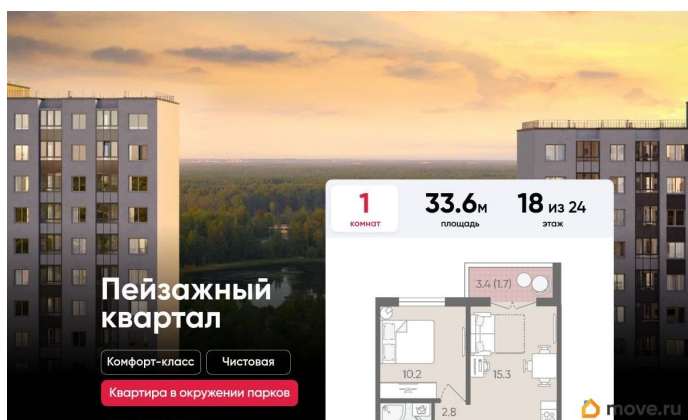 1
комнат
33.6м
площадь
18 из 24
этаж
Пейзажный
квартал
Комфорт-класс
Чистовая
Квартира в окружении парков
3.4 (1.7)
10.2
15.3
2.8
move.ru